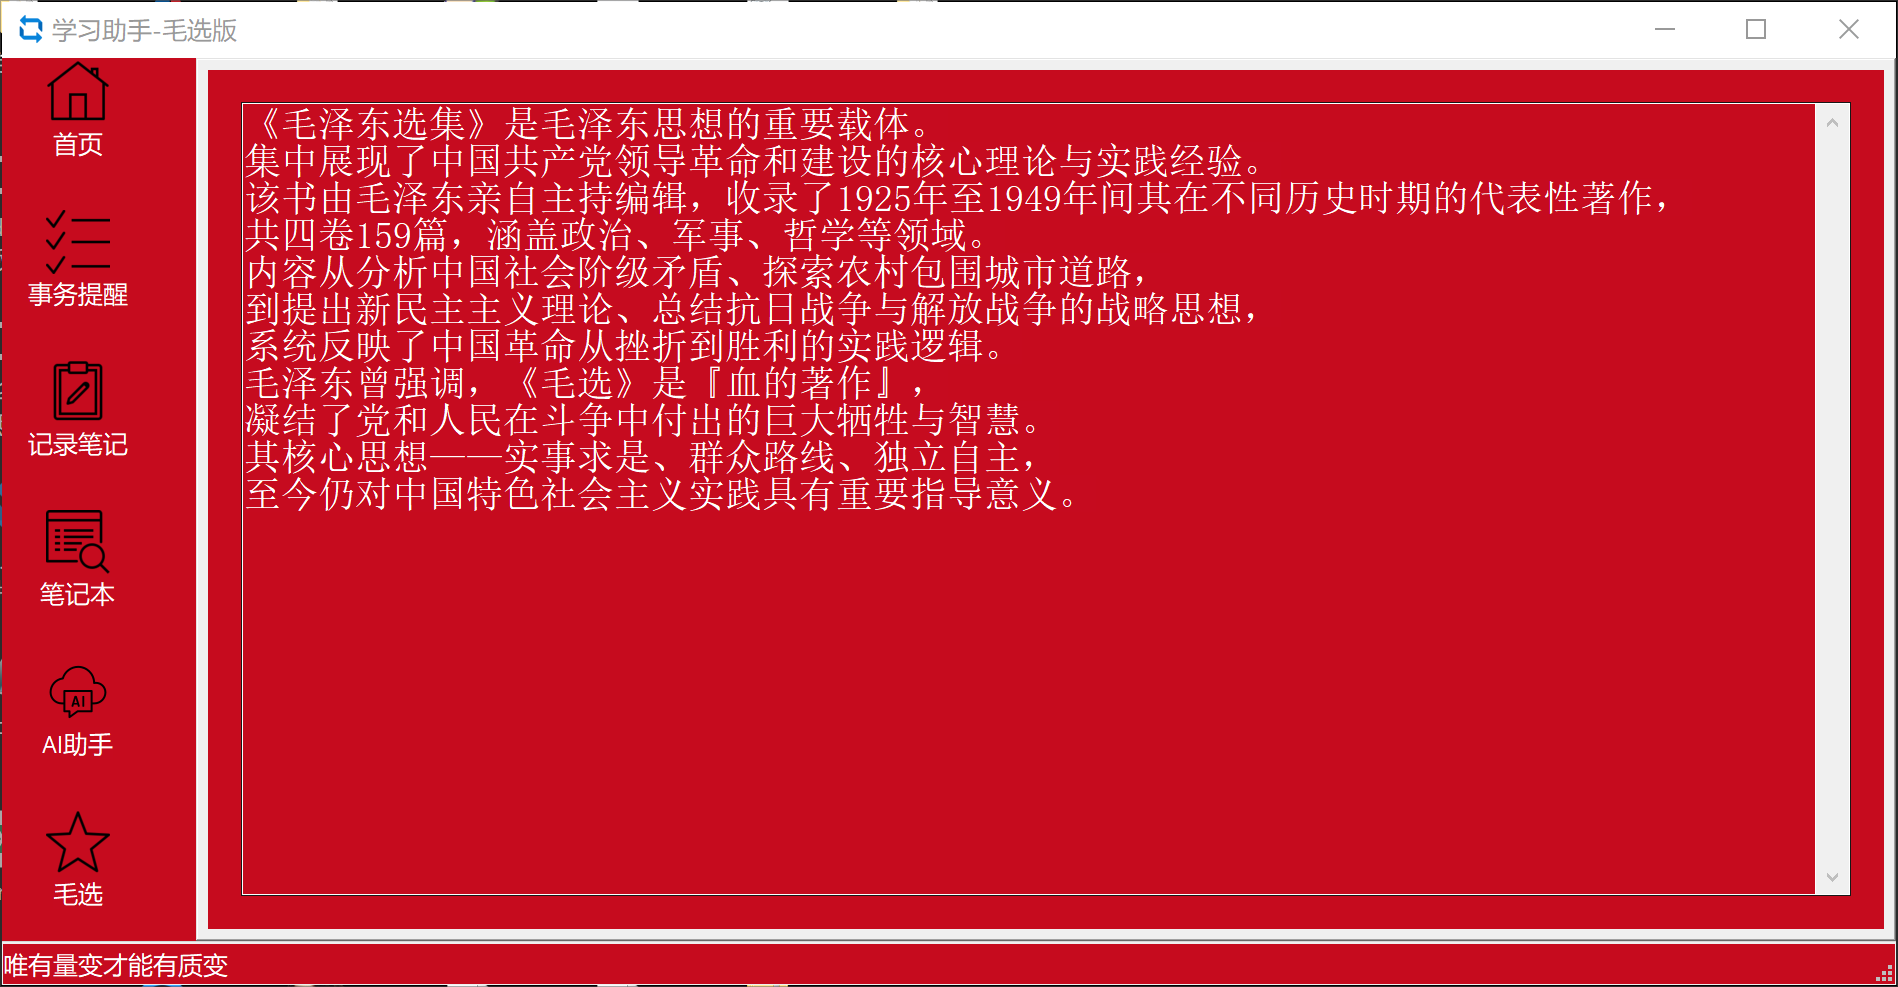 学习助手-毛选版
首页
事务提醒
记录笔记
笔记本
AI
AI助手
毛选
《毛泽东选集》是毛泽东思想的重要载体。
集中展现了中国共产党领导革命和建设的核心理论与实践经验。
该书由毛泽东亲自主持编辑，收录了1925年至1949年间其在不同历史时期的代表性著作，
共四卷159篇，涵盖政治、军事、哲学等领域。
内容从分析中国社会阶级矛盾、探索农村包围城市道路，
到提出新民主主义理论、总结抗日战争与解放战争的战略思想，
系统反映了中国革命从挫折到胜利的实践逻辑。
毛泽东曾强调，《毛选》是『血的著作』，
凝结了党和人民在斗争中付出的巨大牺牲与智慧。
其核心思想——实事求是、群众路线、独立自主，
至今仍对中国特色社会主义实践具有重要指导意义。
唯有量变才能有质变